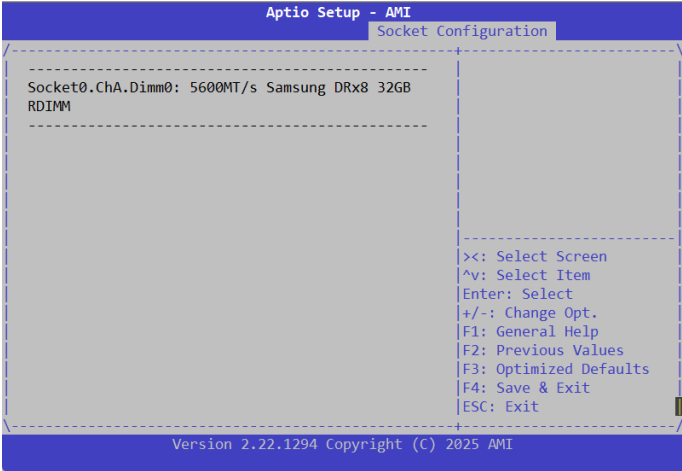 Aptio Setup - AMI
Socket Configuration
/------------------------------------------------+-----------------------\
------------------------------------------------
Socket0.ChA.Dimm0: 5600MT/s Samsung DRx8 32GB
RDIMM
------------------------------------------------
------------------------
><: Select Screen
^v: Select Item
Enter: Select
+/-: Change Opt.
F1: General Help
F2: Previous Values
F3: Optimized Defaults
F4: Save & Exit
ESC: Exit
\------------------------------------------------+-----------------------/
Version 2.22.1294 Copyright (C) 2025 AMI